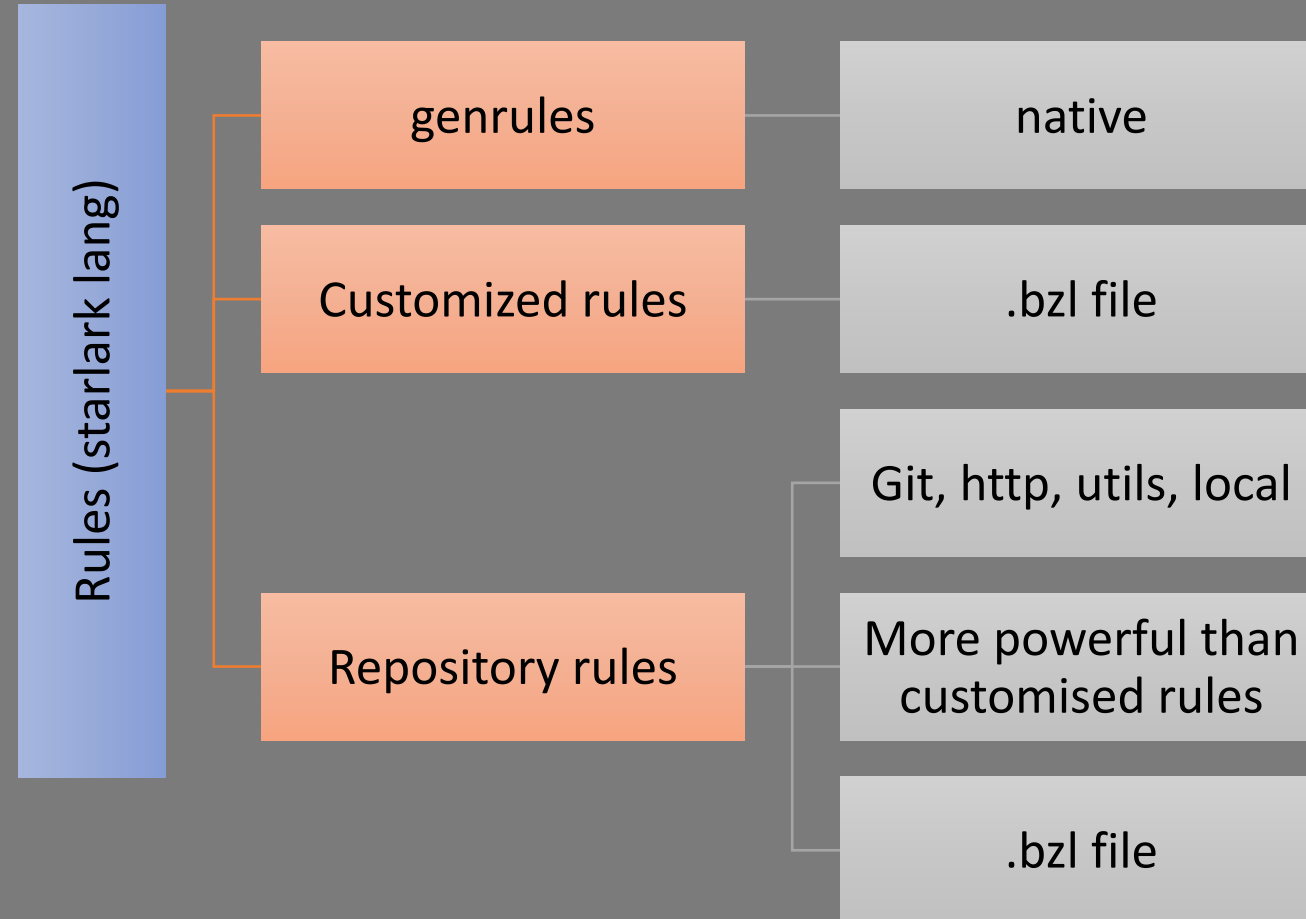 Rules (starlark lang)
genrules
native
Customized rules
.bzl file
Repository rules
Git, http, utils, local
More powerful than
customised rules
.bzl file